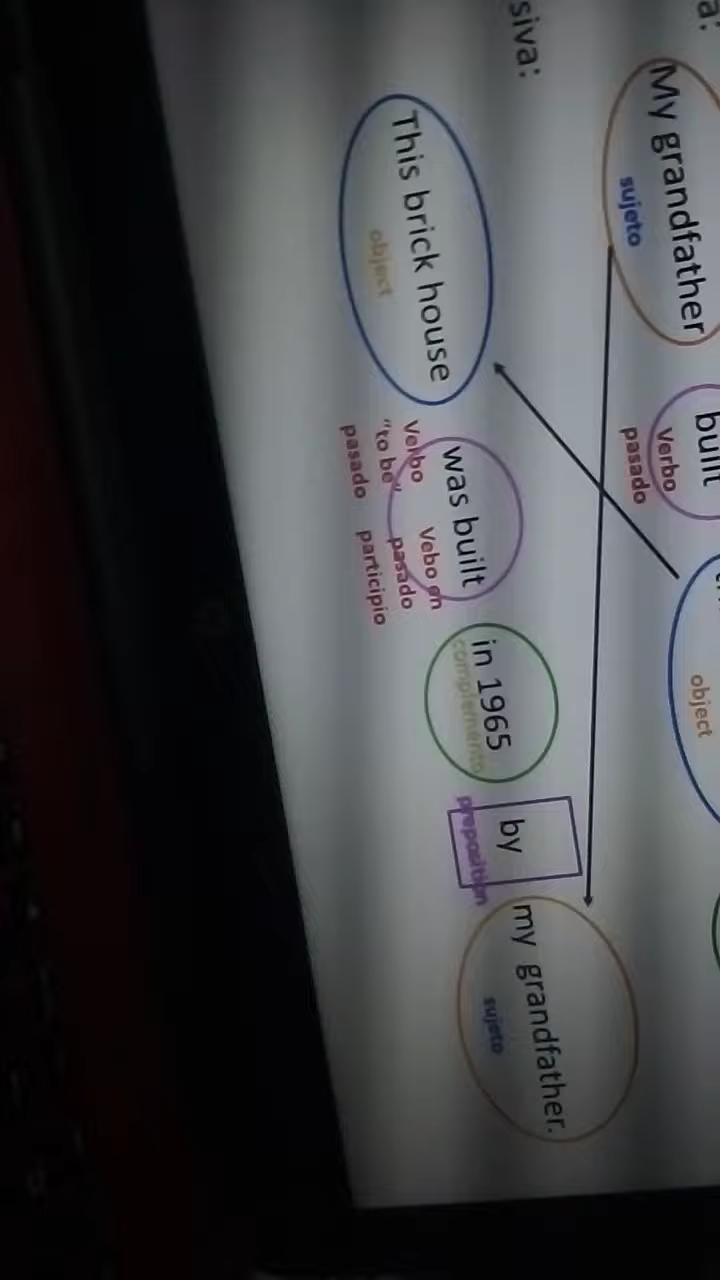 a:
My grandfather built
sujeto
Verbo
pasado
object
siva:
This brick house was built in 1965 by my grandfather.
object
Verbo
"to be"
pasado
Vebo en
pasado
participio
complemento
preposition
sujeto